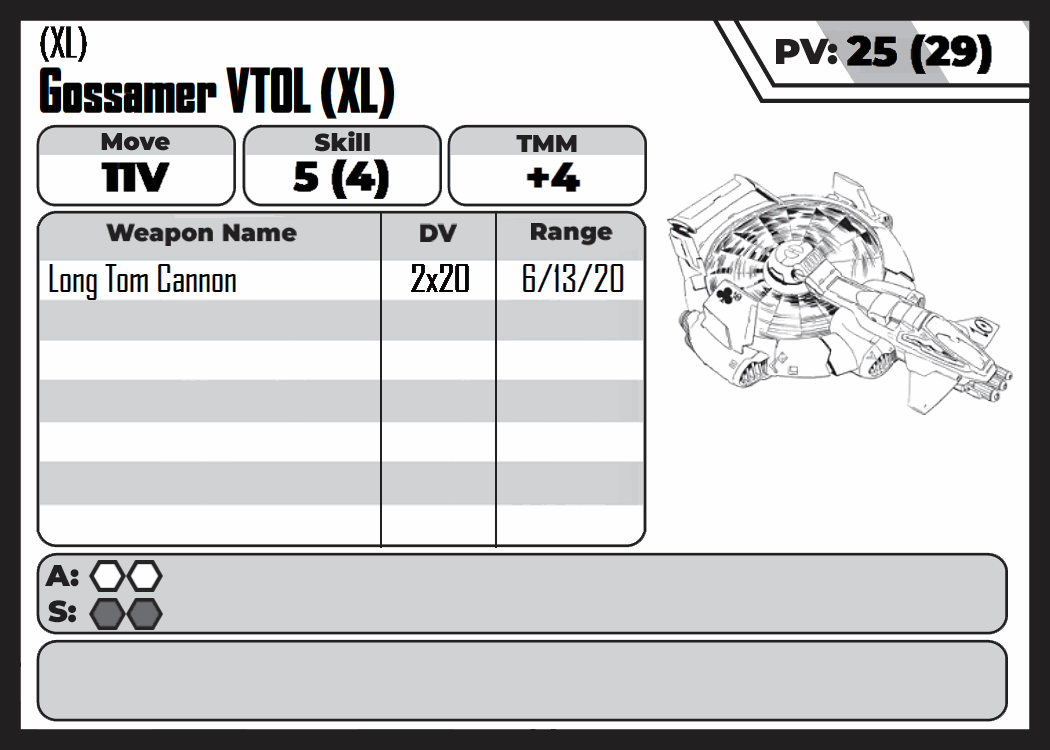 (XL)
Gossamer VTOL (XL)
PV: 25 (29)
Move
11V
Skill
5 (4)
TMM
+4
Weapon Name DV Range
Long Tom Cannon 2x20 6/13/20
A:
S: